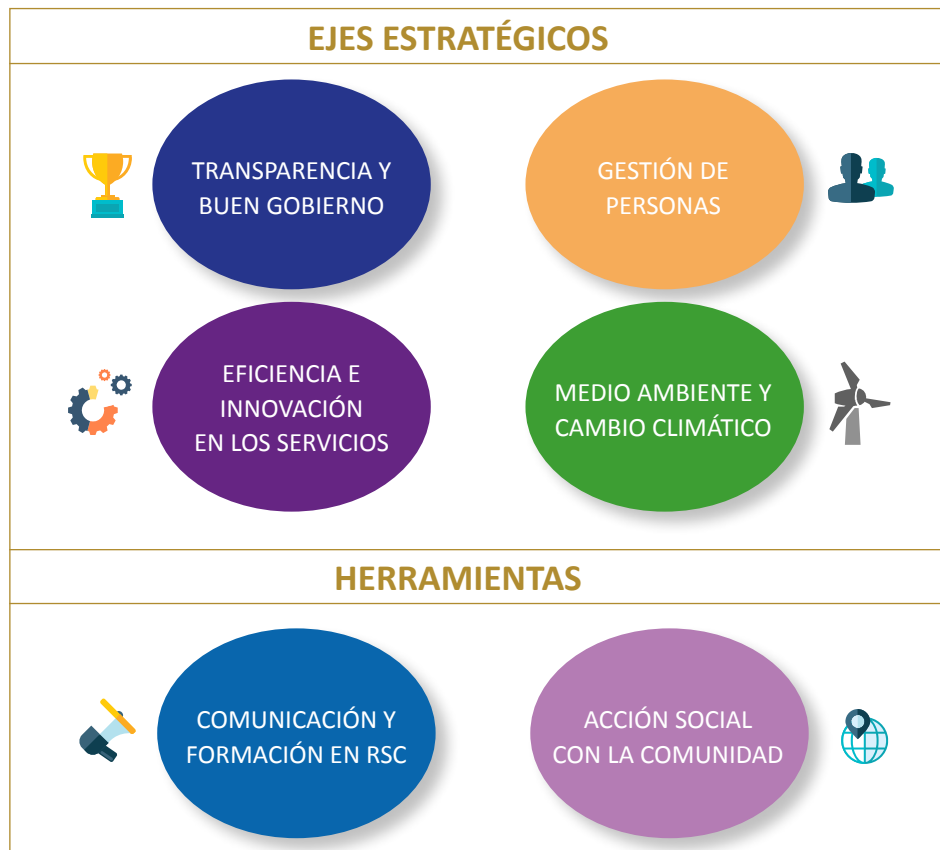 EJES ESTRATÉGICOS
TRANSPARENCIA Y
BUEN GOBIERNO
GESTIÓN DE
PERSONAS
EFICIENCIA E
INNOVACIÓN
EN LOS SERVICIOS
MEDIO AMBIENTE Y
CAMBIO CLIMÁTICO
HERRAMIENTAS
COMUNICACIÓN Y
FORMACIÓN EN RSC
ACCIÓN SOCIAL
CON LA COMUNIDAD